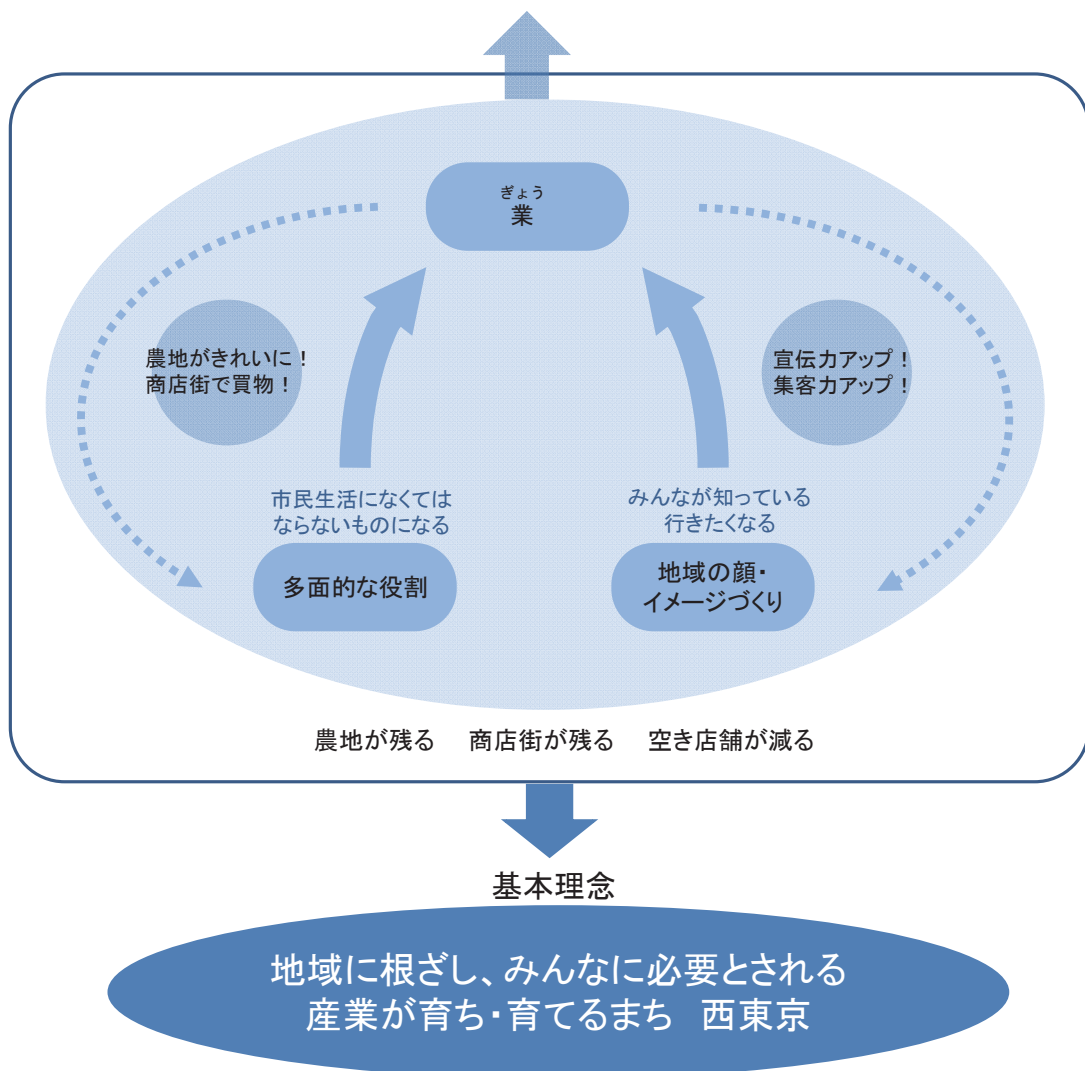 ぎょう
業
農地がきれいに！
商店街で買物！
宣伝力アップ！
集客力アップ！
市民生活になくては
ならないものになる
みんなが知っている
行きたくなる
多面的な役割
地域の顔・
イメージづくり
農地が残る　商店街が残る　空き店舗が減る
基本理念
地域に根ざし、みんなに必要とされる
産業が育ち・育てるまち　西東京